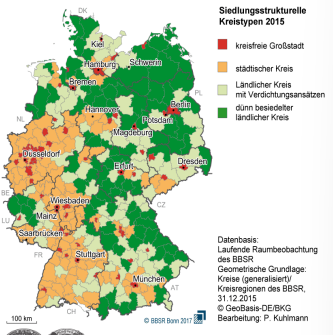 Siedlungsstrukturelle
Kreistypen 2015
kreisfreie Großstadt
städtischer Kreis
Ländlicher Kreis
mit Verdichtungsansätzen
dünn besiedelter
ländlicher Kreis
DK
Kiel
Hamburg
Schwerin
Bremen
PL
Berlin
Hannover
NL
Potsdam
Magdeburg
Düsseldorf
Erfurt
Dresden
BE
Wiesbaden
CZ
Mainz
LU
Saarbrücken
FR
Stuttgart
München
AT
CH
100 km
© BBSR Bonn 2017
Datenbasis:
Laufende Raumbeobachtung
des BBSR
Geometrische Grundlage:
Kreise (generalisiert)/
Kreisregionen des BBSR,
31.12.2015
© GeoBasis-DE/BKG
Bearbeitung: P. Kuhlmann